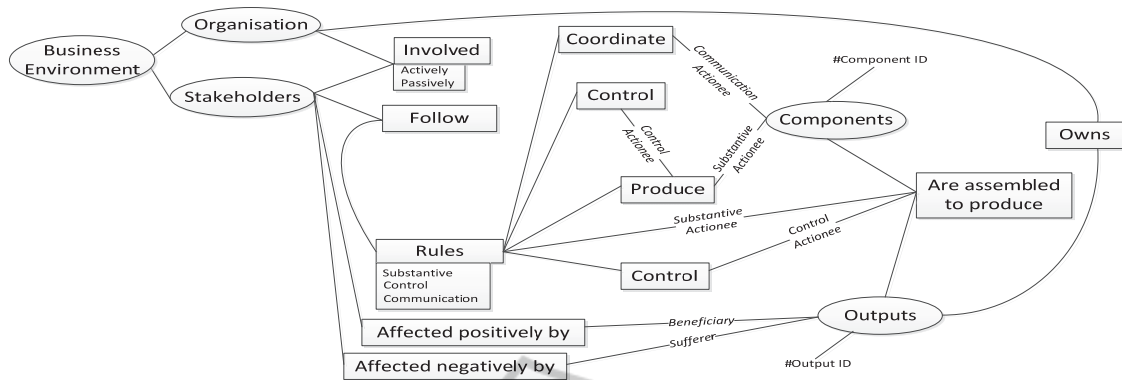 Organisation
Business
Environment
Stakeholders
Involved
Actively
Passively
Follow
Coordinate
Communication
Actionee
#Component ID
Control
Components
Control
Actionee
Substantive
Actionee
Owns
Produce
Are assembled
to produce
Substantive
Actionee
Control
Actionee
Rules
Substantive
Control
Communication
Control
Outputs
Affected positively by
Beneficiary
Sufferer
Affected negatively by
#Output ID